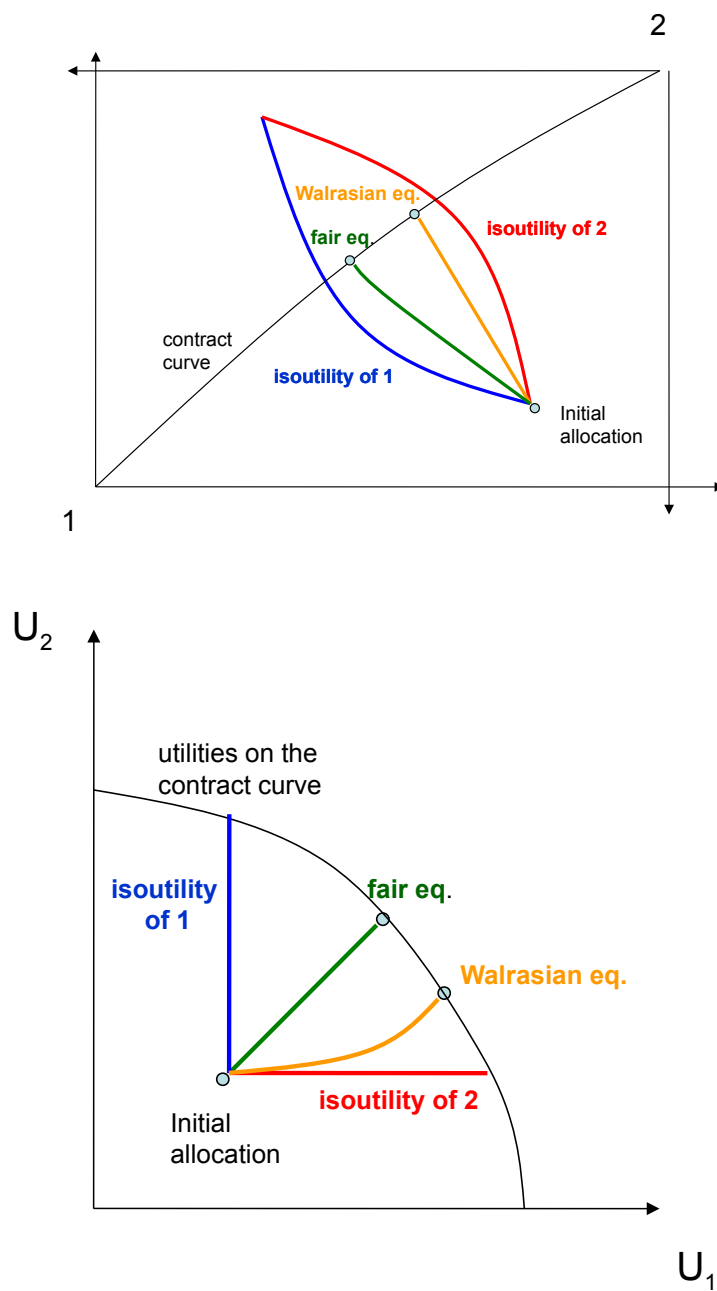 2
Walrasian eq.
isoutility of 2
fair eq.
contract
curve
isoutility of 1
Initial
allocation
1
U2
utilities on the
contract curve
isoutility
of 1
fair eq.
Walrasian eq.
isoutility of 2
Initial
allocation
U1